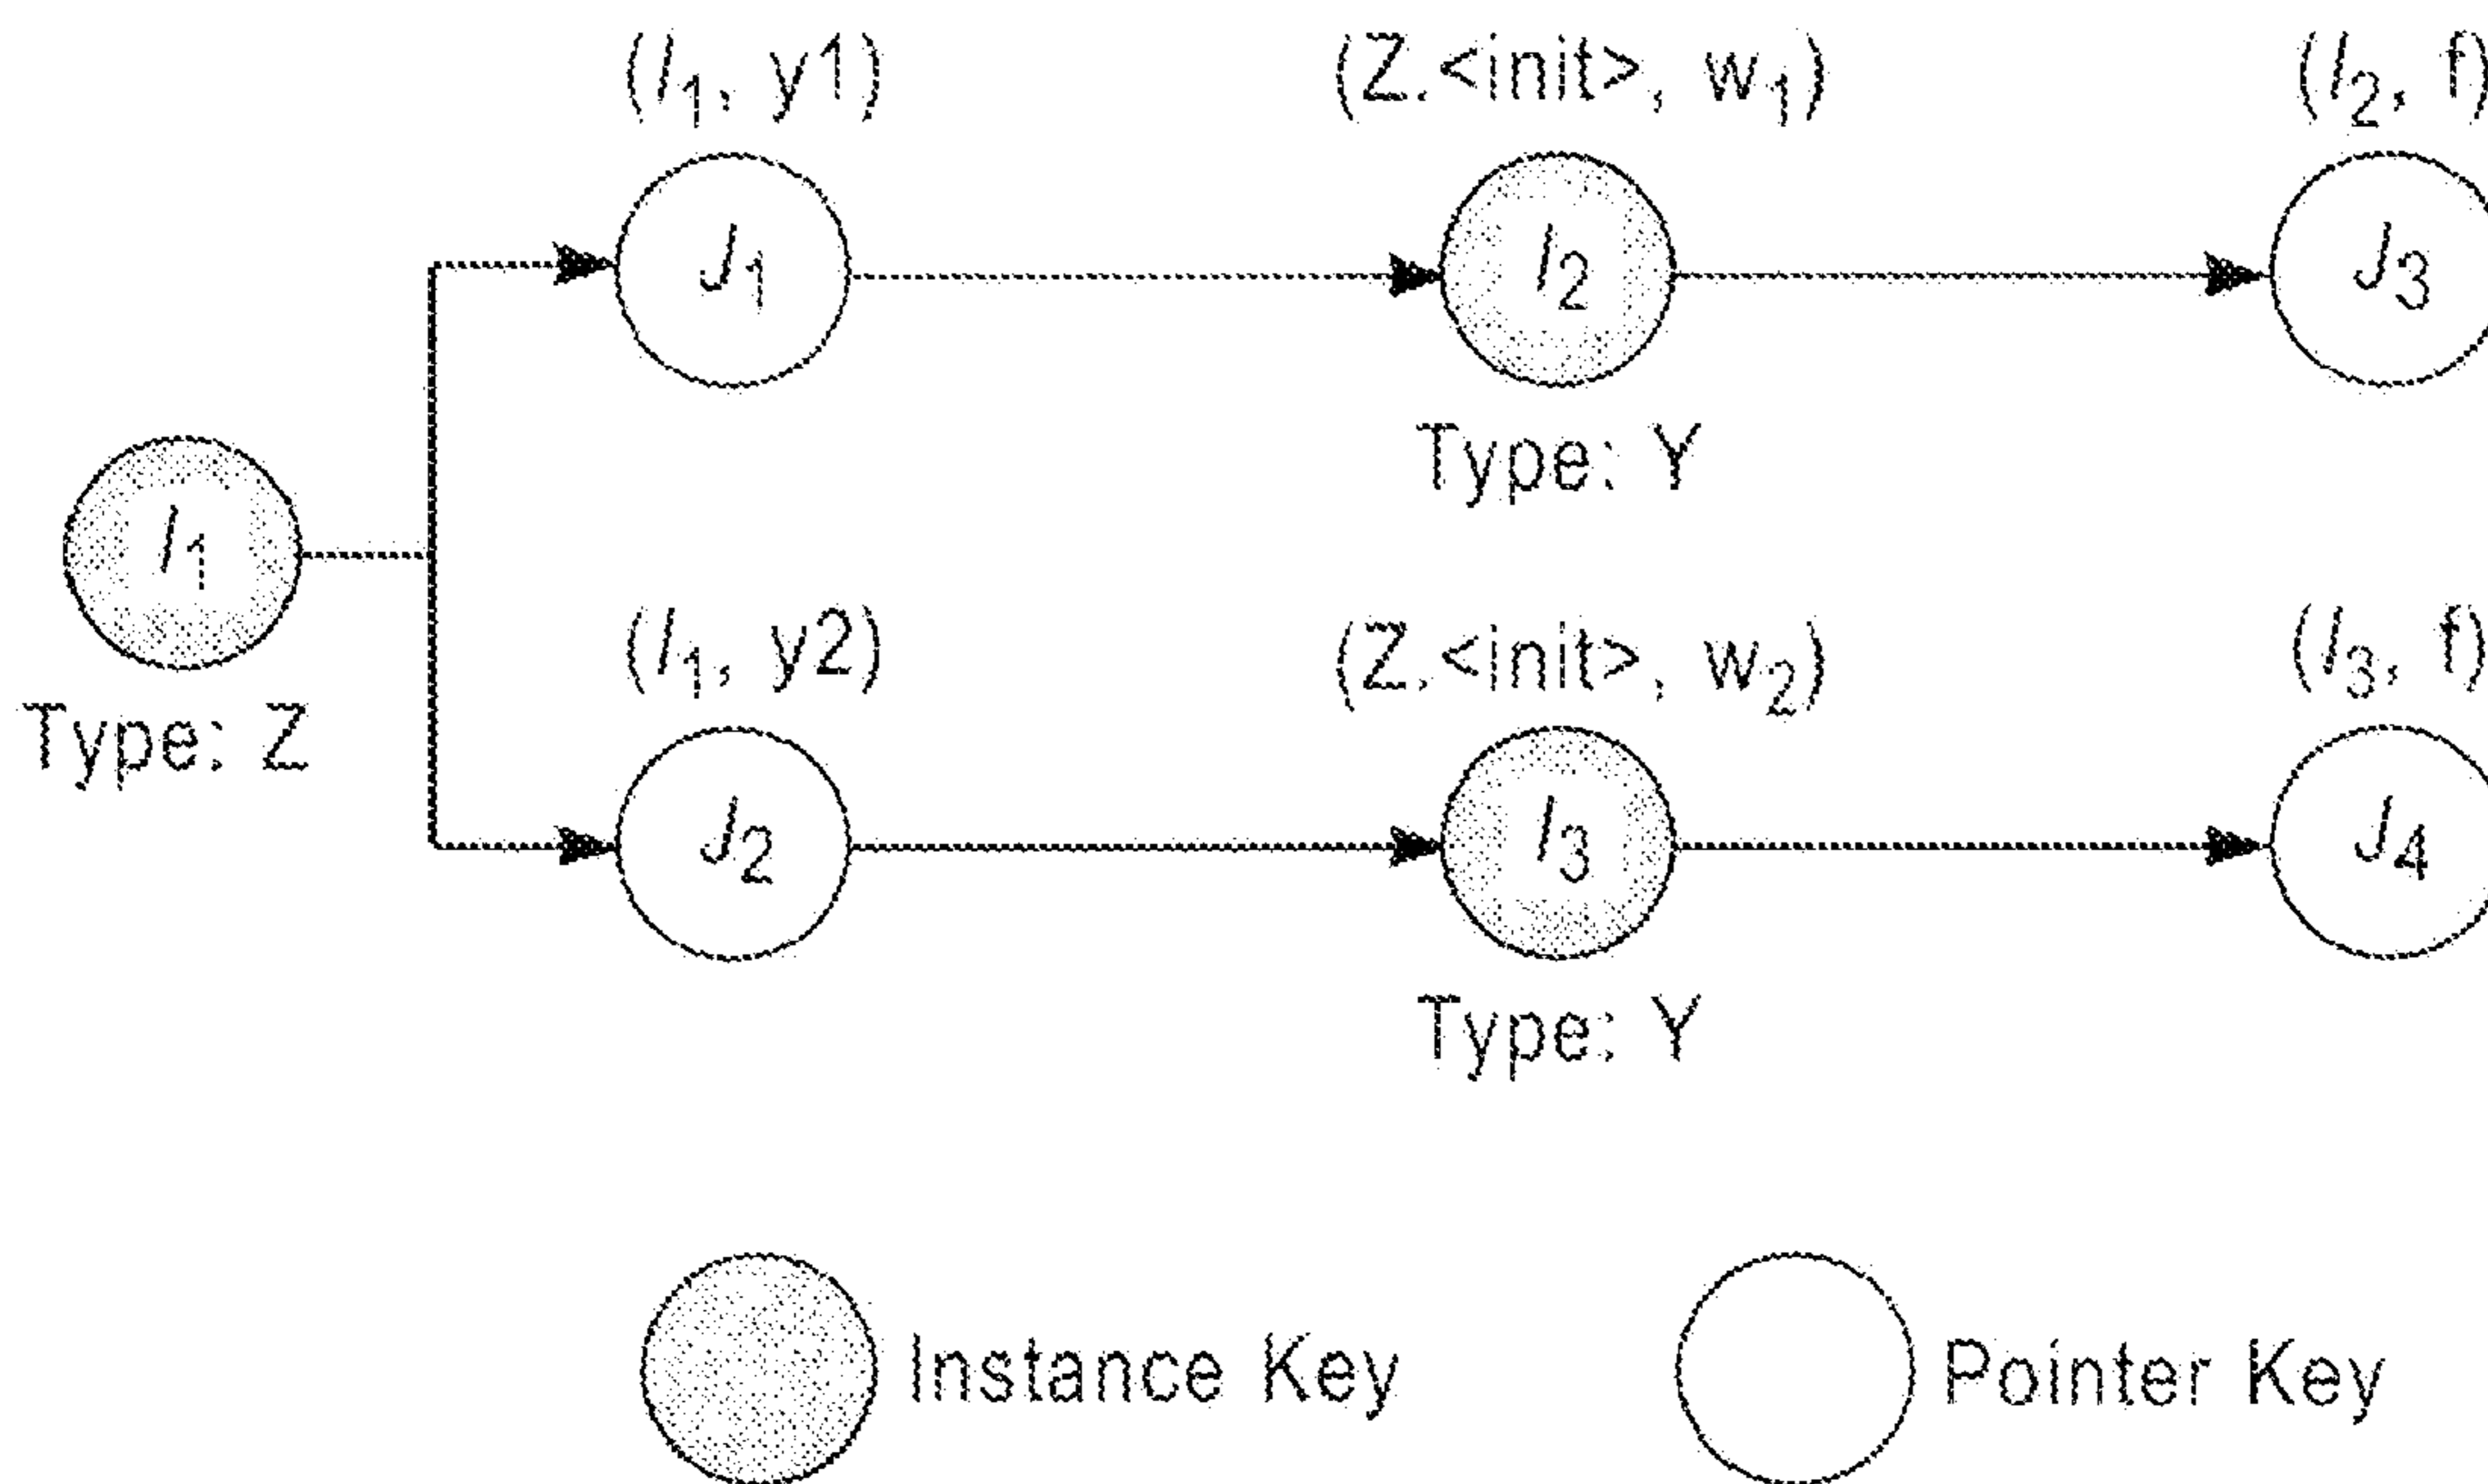 (I₁, y1) (Z.<init>, w₁) (I₂, f)
J₁ I₂ J₃
Type: Y
I₁
Type: Z
(I₁, y2) (Z.<init>, w₂) (I₃, f)
J₂ I₃ J₄
Type: Y
Instance Key Pointer Key